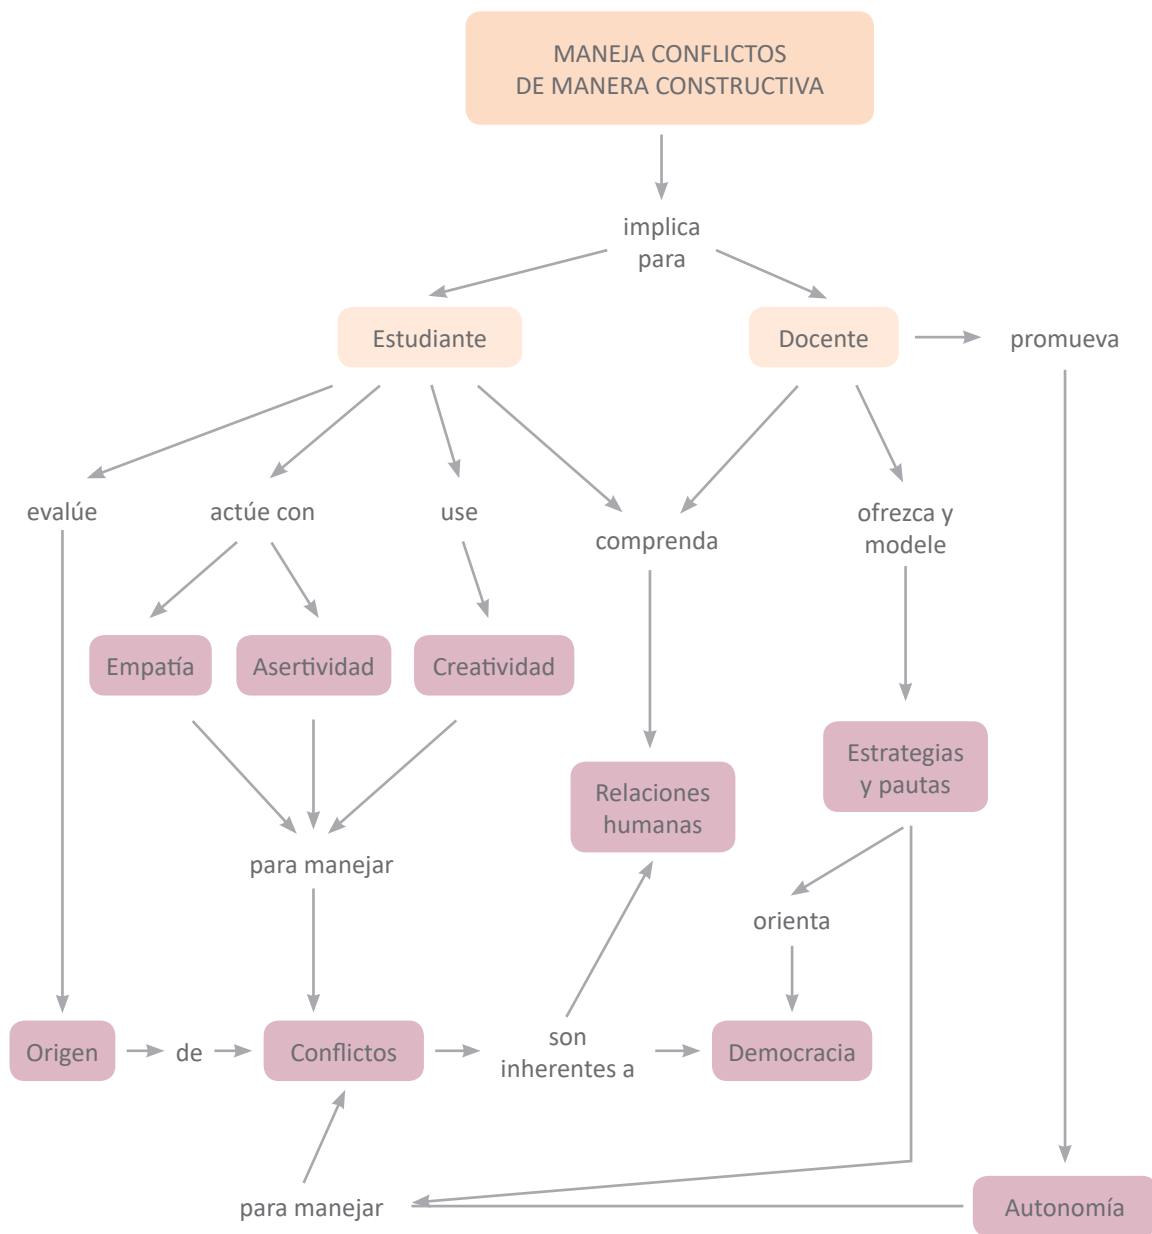 MANEJA CONFLICTOS
DE MANERA CONSTRUCTIVA
implica
para
Estudiante
Docente
promueva
evalúe
actúe con
use
comprenda
ofrezca y
modele
Empatía
Asertividad
Creatividad
Relaciones
humanas
Estrategias
y pautas
para manejar
orienta
Origen
de
Conflictos
son
inherentes a
Democracia
para manejar
Autonomía